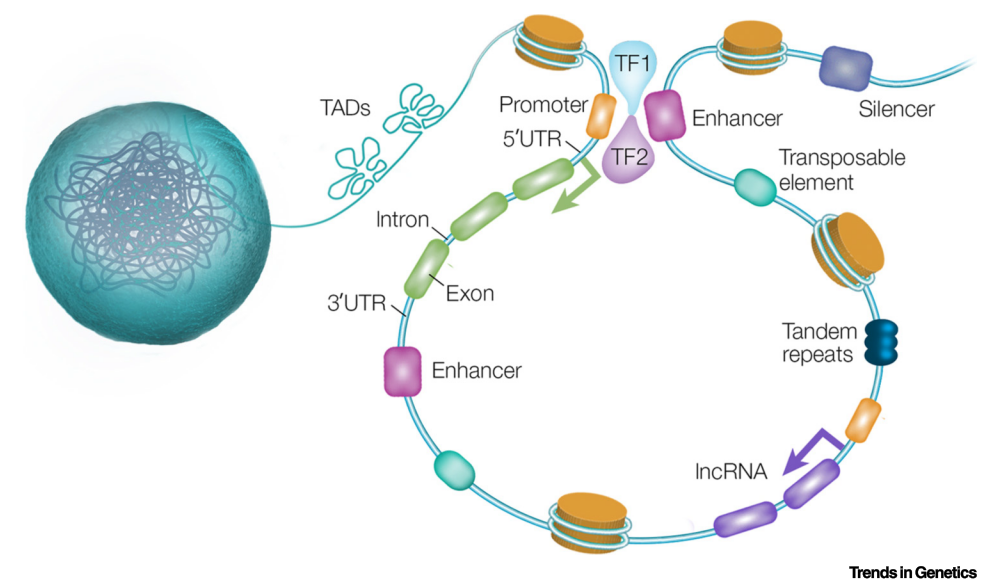 TADs
Promoter
5′UTR
TF1
TF2
Enhancer
Silencer
Transposable
element
Intron
Exon
3′UTR
Enhancer
Tandem
repeats
lncRNA
Trends in Genetics